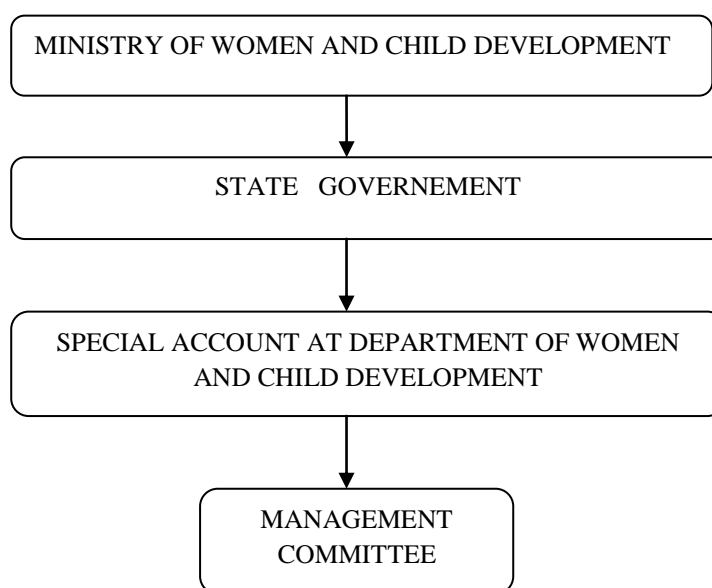 MINISTRY OF WOMEN AND CHILD DEVELOPMENT
STATE GOVERNEMENT
SPECIAL ACCOUNT AT DEPARTMENT OF WOMEN
AND CHILD DEVELOPMENT
MANAGEMENT
COMMITTEE